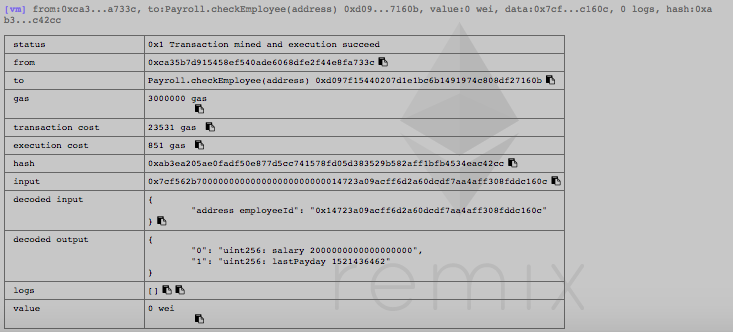 [vm] from:0xca3...a733c, to:Payroll.checkEmployee(address) 0xd09...7160b, value:0 wei, data:0x7cf...c160c, 0 logs, hash:0xa
b3...c42cc
status 0x1 Transaction mined and execution succeed
from 0xca35b7d915458ef540ade6068dfe2f44e8fa733c
to Payroll.checkEmployee(address) 0xd097f15440207d1e1bc6b1491974c808df27160b
gas 3000000 gas
transaction cost 23531 gas
execution cost 851 gas
hash 0xab3ea205ae0fadf50e877d5cc741578fd05d383529b582aff1bfb4534eac42cc
input 0x7cf562b700000000000000000000000014723a09acff6d2a60dcdf7aa4aff308fddc160c
decoded input {
"address employeeId": "0x14723a09acff6d2a60dcdf7aa4aff308fddc160c"
}
decoded output {
"0": "uint256: salary 2000000000000000000",
"1": "uint256: lastPayday 1521436462"
}
logs []
value 0 wei
remix